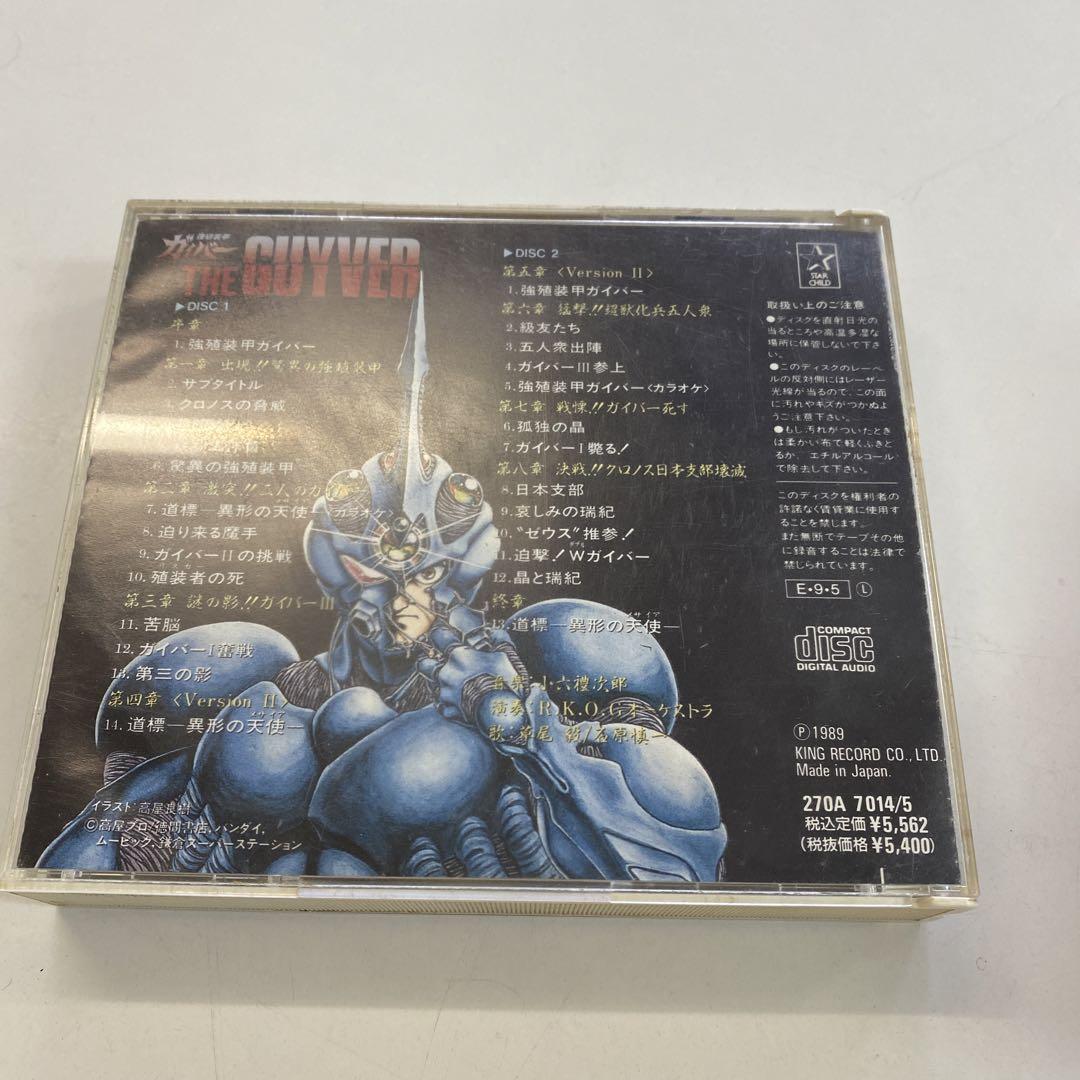 強殖装甲
ガイバー
THE GUYVER
▶DISC 1
序章
1. 強殖装甲ガイバー
第一章 出現!!驚異の強殖装甲
2. サブタイトル
クロノスの脅威
6. 驚異の強殖装甲
第二章 激突!!二人のガイバー
7. 道標―異形の天使―〈カラオケ〉
8. 迫り来る魔手
9. ガイバーIIの挑戦
10. 殖装者の死
第三章 謎の影!!ガイバーIII
11. 苦脳
12. ガイバーI奮戦
13. 第三の影
第四章〈Version II〉
メサイア
14. 道標―異形の天使―
イラスト:高屋良樹
©高屋プロ/徳間書店、バンダイ、
ムービック、鎌倉スーパーステーション
▶DISC 2
第五章〈Version II〉
1. 強殖装甲ガイバー
第六章 猛撃!!超獣化兵五人衆
2. 級友たち
3. 五人衆出陣
4. ガイバーIII参上
5. 強殖装甲ガイバー〈カラオケ〉
第七章 戦慄!!ガイバー死す
6. 孤独の晶
7. ガイバーI斃る!
第八章 決戦!!クロノス日本支部壊滅
8. 日本支部
9. 哀しみの瑞紀
10. “ゼウス”推参!
ダブル
11. 迫撃!Wガイバー
12. 晶と瑞紀
終章
メサイア
13. 道標―異形の天使―
音楽:小六禮次郎
演奏:R.K.O.Gオーケストラ
歌:草尾 毅/荘原慎一
STAR
CHILD
取扱い上のご注意
●ディスクを直射日光の当
るところや高温多湿な
場所に保管しないで下さ
い。
●このディスクのレーベ
ルの反対側にはレーザー
光線が当るので、この面
に汚れやキズがつかぬよ
うご注意下さい。
●もし汚れがついたとき
は柔かい布で軽くふきと
るか、エチルアルコール
で除去して下さい。
このディスクを権利者の
許諾なく賃貸業に使用す
ることを禁じます。
また無断でテープその他
に録音することは法律で
禁じられています。
E・9・5 Ⓛ
COMPACT
disc
DIGITAL AUDIO
Ⓟ1989
KING RECORD CO., LTD.
Made in Japan.
270A 7014/5
税込定価¥5,562
(税抜価格¥5,400)